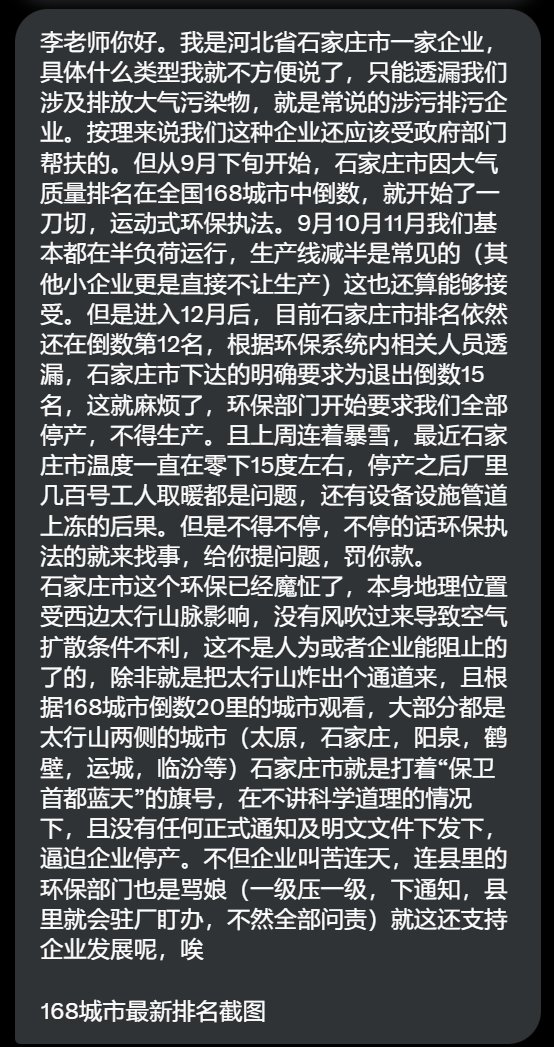 李老师你好。我是河北省石家庄市一家企业，
具体什么类型我就不方便说了，只能透漏我们
涉及排放大气污染物，就是常说的涉污排污企
业。按理来说我们这种企业还应该受政府部门
帮扶的。但从9月下旬开始，石家庄市因大气
质量排名在全国168城市中倒数，就开始了一
刀切，运动式环保执法。9月10月11月我们基
本都在半负荷运行，生产线减半是常见的（其
他小企业更是直接不让生产）这也还算能够接
受。但是进入12月后，目前石家庄市排名依然
还在倒数第12名，根据环保系统内相关人员透
漏，石家庄市下达的明确要求为退出倒数15
名，这就麻烦了，环保部门开始要求我们全部
停产，不得生产。且上周连着暴雪，最近石家
庄市温度一直在零下15度左右，停产之后厂里
几百号工人取暖都是问题，还有设备设施管道
上冻的后果。但是不得不停，不停的话环保执
法的就来找事，给你提问题，罚你款。
石家庄市这个环保已经魔怔了，本身地理位置
受西边太行山脉影响，没有风吹过来导致空气
扩散条件不利，这不是人为或者企业能阻止的
了的，除非就是把太行山炸出个通道来，且根
据168城市倒数20里的城市观看，大部分都是
太行山两侧的城市（太原，石家庄，阳泉，鹤
壁，运城，临汾等）石家庄市就是打着“保卫
首都蓝天”的旗号，在不讲科学道理的情况
下，且没有任何正式通知及明文文件下发下，
逼迫企业停产。不但企业叫苦连天，连县里的
环保部门也是骂娘（一级压一级，下通知，县
里就会驻厂盯办，不然全部问责）就这还支持
企业发展呢，唉
168城市最新排名截图